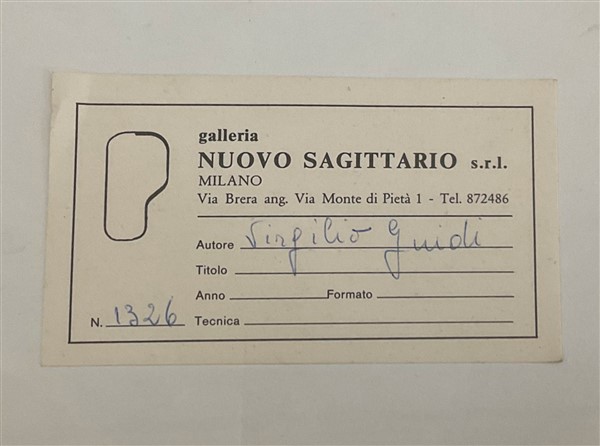 galleria
NUOVO SAGITTARIO s.r.l.
MILANO
Via Brera ang. Via Monte di Pietà 1 - Tel. 872486
Autore Virgilio Guidi
Titolo
Anno Formato
N. 1326 Tecnica